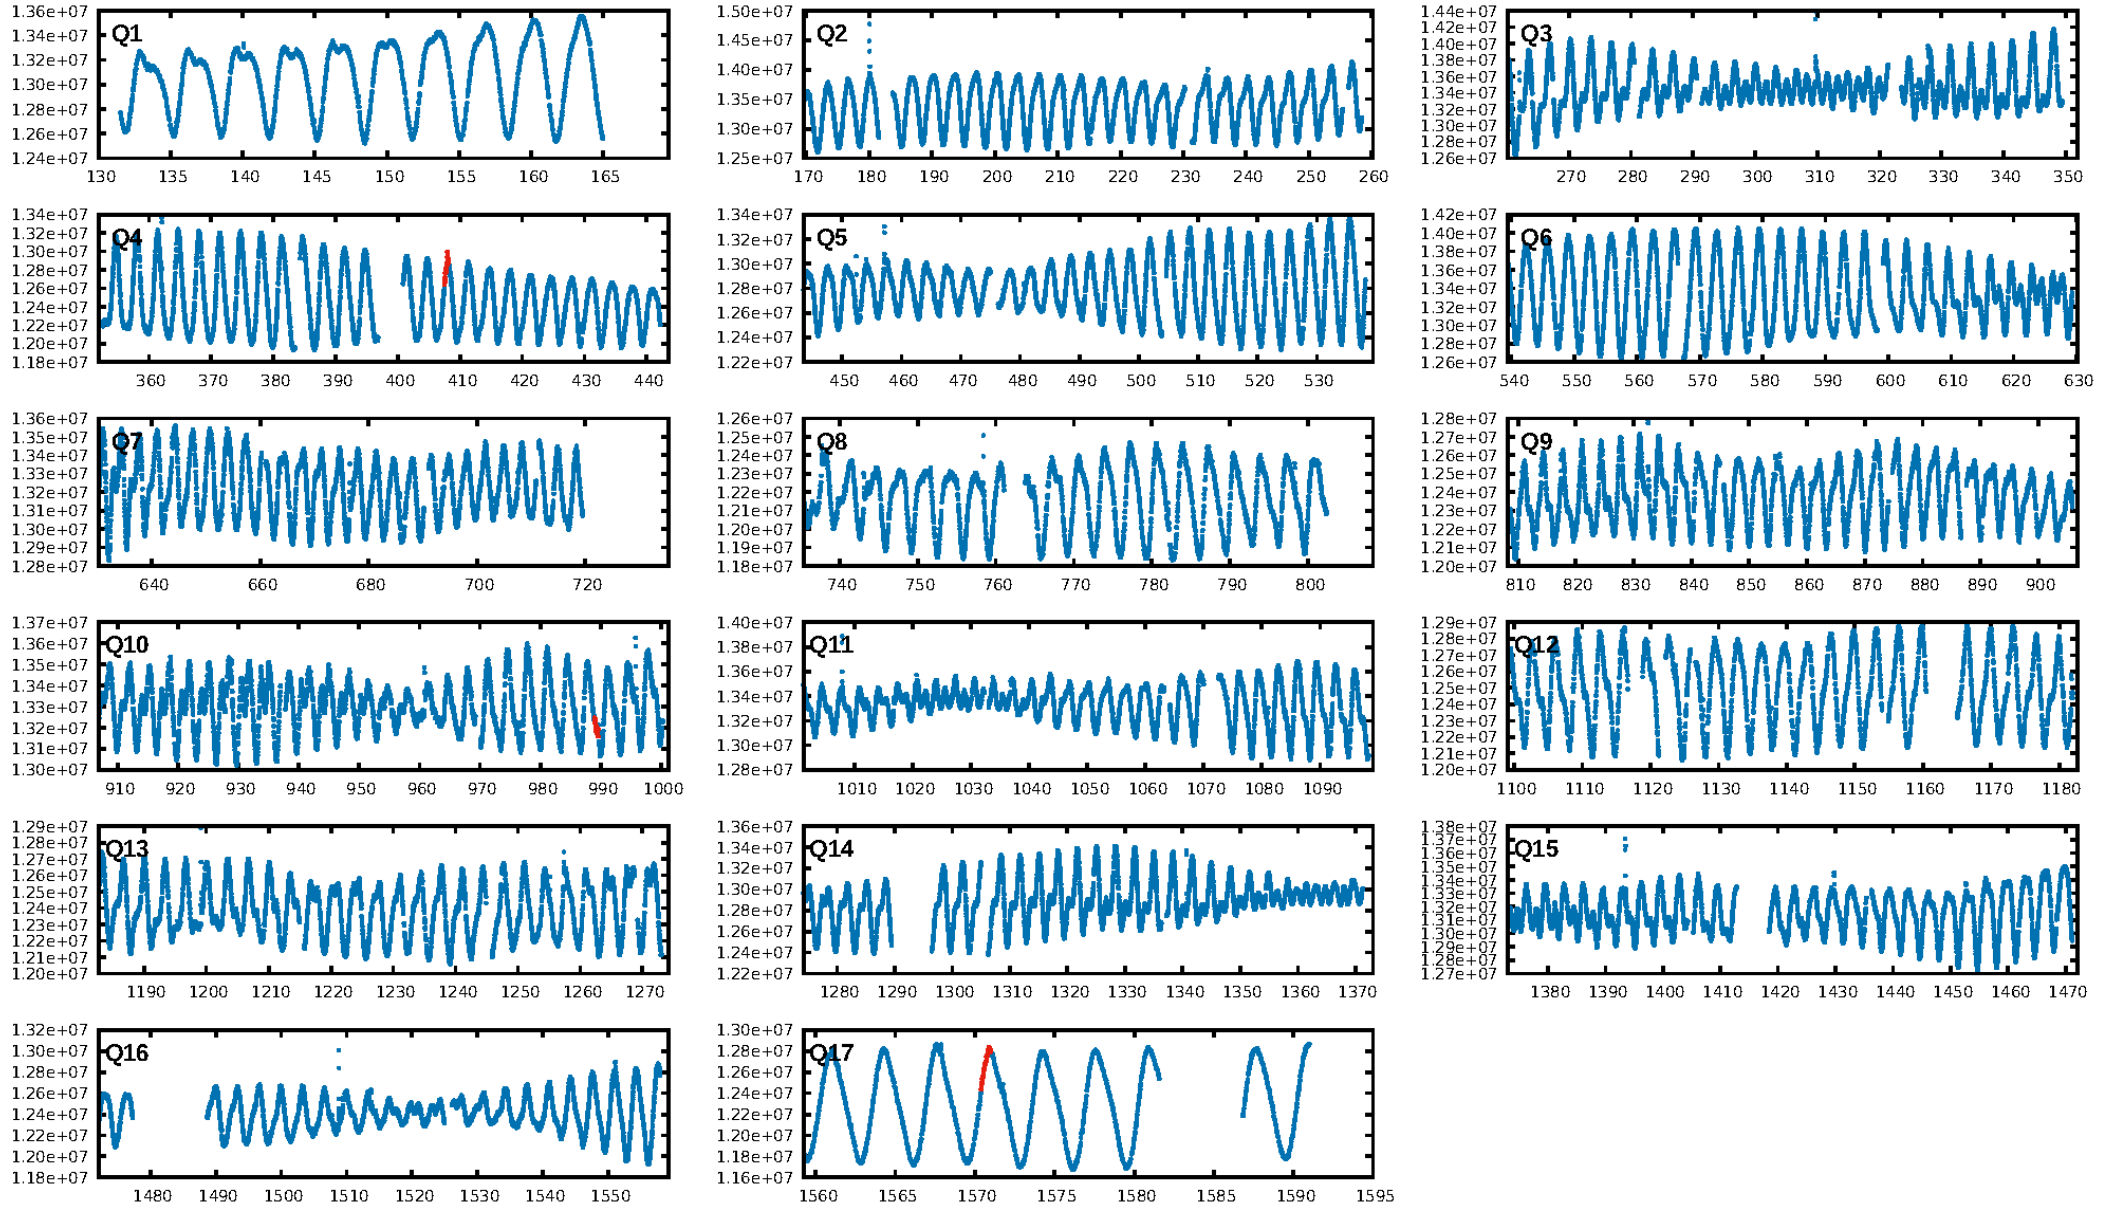 1.36e+07
1.34e+07
1.32e+07
1.30e+07
1.28e+07
1.26e+07
1.24e+07
Q1
130 135 140 145 150 155 160 165
1.50e+07
1.45e+07
1.40e+07
1.35e+07
1.30e+07
1.25e+07
Q2
170 180 190 200 210 220 230 240 250 260
1.44e+07
1.42e+07
1.40e+07
1.38e+07
1.36e+07
1.34e+07
1.32e+07
1.30e+07
1.28e+07
1.26e+07
Q3
270 280 290 300 310 320 330 340 350
1.34e+07
1.32e+07
1.30e+07
1.28e+07
1.26e+07
1.24e+07
1.22e+07
1.20e+07
1.18e+07
Q4
360 370 380 390 400 410 420 430 440
1.34e+07
1.32e+07
1.30e+07
1.28e+07
1.26e+07
1.24e+07
1.22e+07
Q5
450 460 470 480 490 500 510 520 530
1.42e+07
1.40e+07
1.38e+07
1.36e+07
1.34e+07
1.32e+07
1.30e+07
1.28e+07
1.26e+07
Q6
540 550 560 570 580 590 600 610 620 630
1.36e+07
1.35e+07
1.34e+07
1.33e+07
1.32e+07
1.31e+07
1.30e+07
1.29e+07
1.28e+07
Q7
640 660 680 700 720
1.26e+07
1.25e+07
1.24e+07
1.23e+07
1.22e+07
1.21e+07
1.20e+07
1.19e+07
1.18e+07
Q8
740 750 760 770 780 790 800
1.28e+07
1.27e+07
1.26e+07
1.25e+07
1.24e+07
1.23e+07
1.22e+07
1.21e+07
1.20e+07
Q9
810 820 830 840 850 860 870 880 890 900
1.37e+07
1.36e+07
1.35e+07
1.34e+07
1.33e+07
1.32e+07
1.31e+07
1.30e+07
Q10
910 920 930 940 950 960 970 980 990 1000
1.40e+07
1.38e+07
1.36e+07
1.34e+07
1.32e+07
1.30e+07
1.28e+07
Q11
1010 1020 1030 1040 1050 1060 1070 1080 1090
1.29e+07
1.28e+07
1.27e+07
1.26e+07
1.25e+07
1.24e+07
1.23e+07
1.22e+07
1.21e+07
1.20e+07
Q12
1100 1110 1120 1130 1140 1150 1160 1170 1180
1.29e+07
1.28e+07
1.27e+07
1.26e+07
1.25e+07
1.24e+07
1.23e+07
1.22e+07
1.21e+07
1.20e+07
Q13
1190 1200 1210 1220 1230 1240 1250 1260 1270
1.36e+07
1.34e+07
1.32e+07
1.30e+07
1.28e+07
1.26e+07
1.24e+07
1.22e+07
Q14
1280 1290 1300 1310 1320 1330 1340 1350 1360 1370
1.38e+07
1.37e+07
1.36e+07
1.35e+07
1.34e+07
1.33e+07
1.32e+07
1.31e+07
1.30e+07
1.29e+07
1.28e+07
1.27e+07
Q15
1380 1390 1400 1410 1420 1430 1440 1450 1460 1470
1.32e+07
1.30e+07
1.28e+07
1.26e+07
1.24e+07
1.22e+07
1.20e+07
1.18e+07
Q16
1480 1490 1500 1510 1520 1530 1540 1550
1.30e+07
1.28e+07
1.26e+07
1.24e+07
1.22e+07
1.20e+07
1.18e+07
1.16e+07
Q17
1560 1565 1570 1575 1580 1585 1590 1595